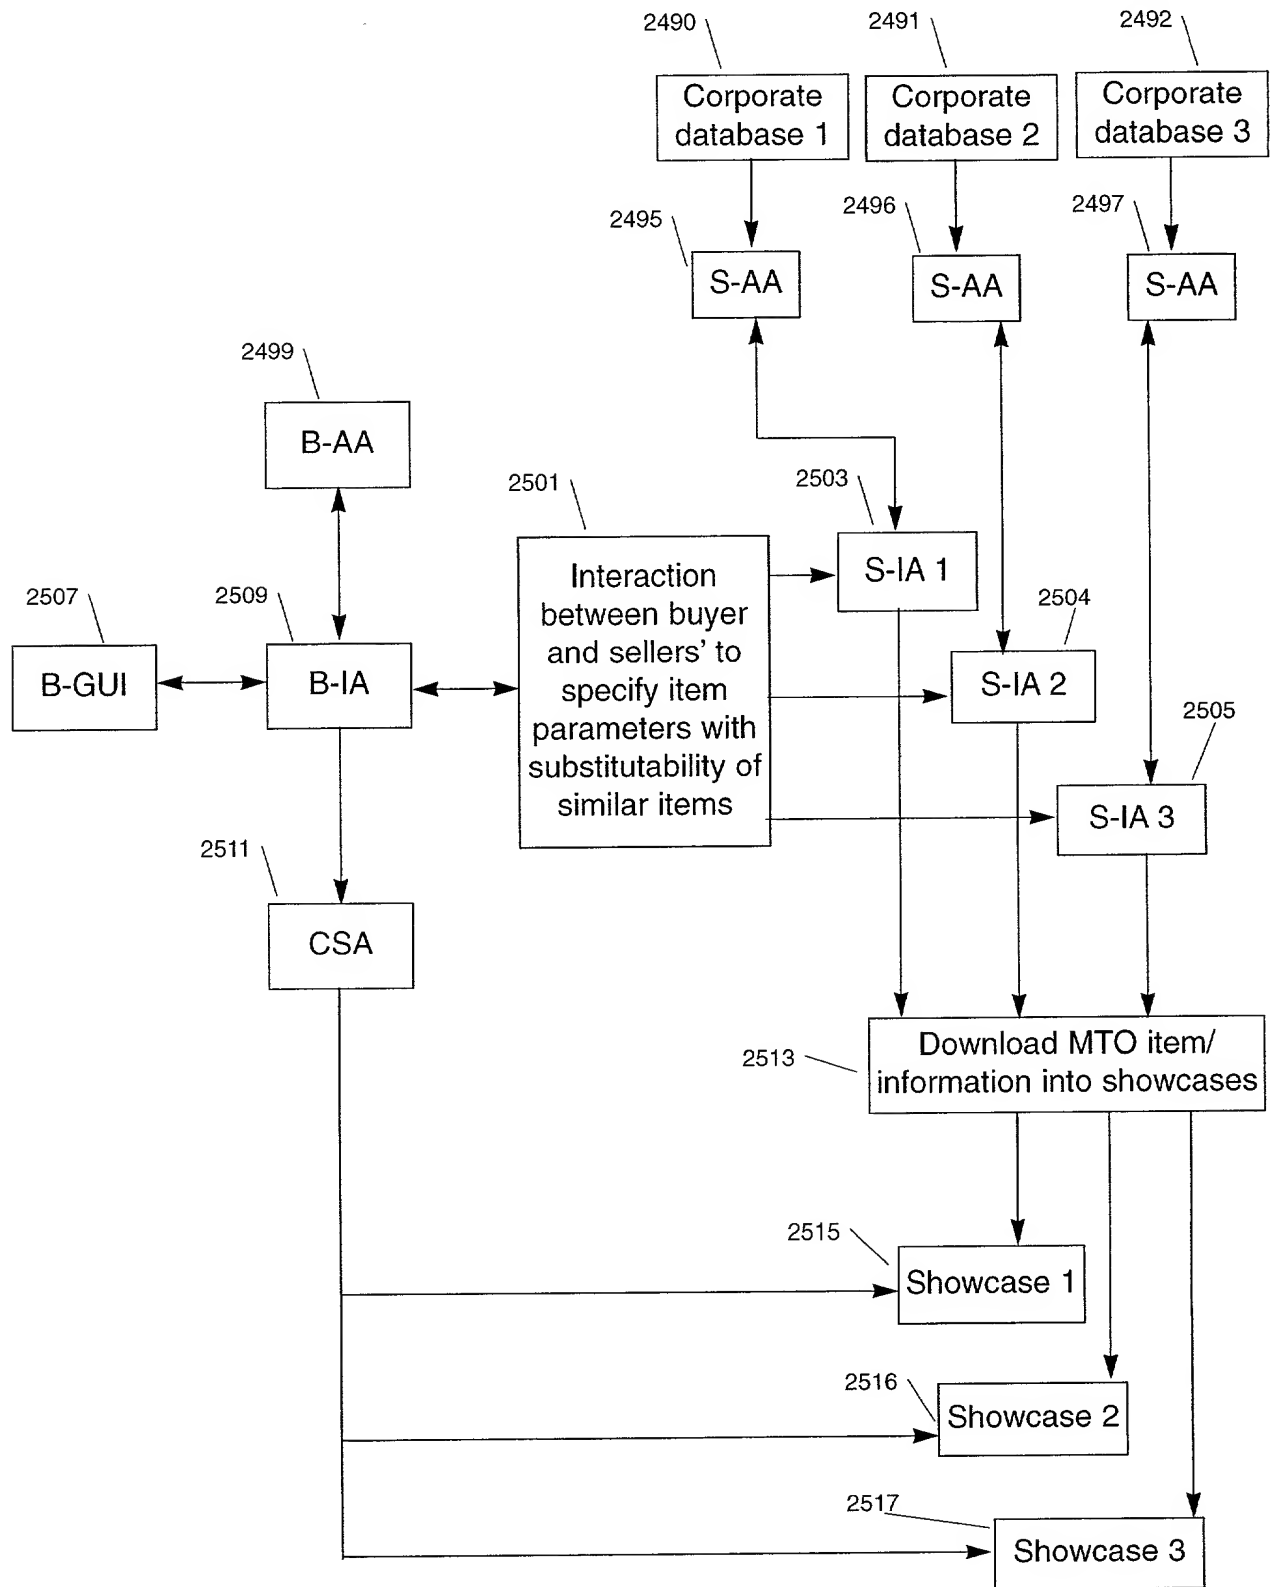 2490
2491
2492
Corporate
database 1
Corporate
database 2
Corporate
database 3
2495
2496
2497
S-AA
S-AA
S-AA
2499
B-AA
2501
2503
Interaction
between buyer
and sellers' to
specify item
parameters with
substitutability of
similar items
S-IA 1
2504
2507
2509
B-GUI
B-IA
S-IA 2
2505
S-IA 3
2511
CSA
2513
Download MTO item/
information into showcases
2515
Showcase 1
2516
Showcase 2
2517
Showcase 3